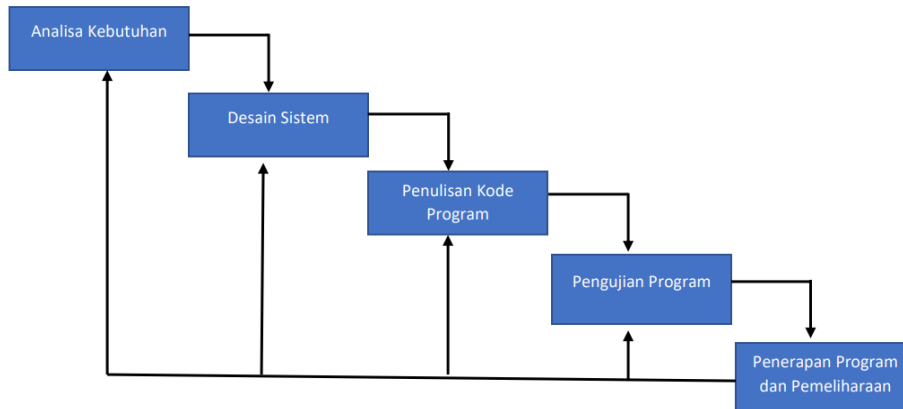 Analisa Kebutuhan
Desain Sistem
Penulisan Kode
Program
Pengujian Program
Penerapan Program
dan Pemeliharaan